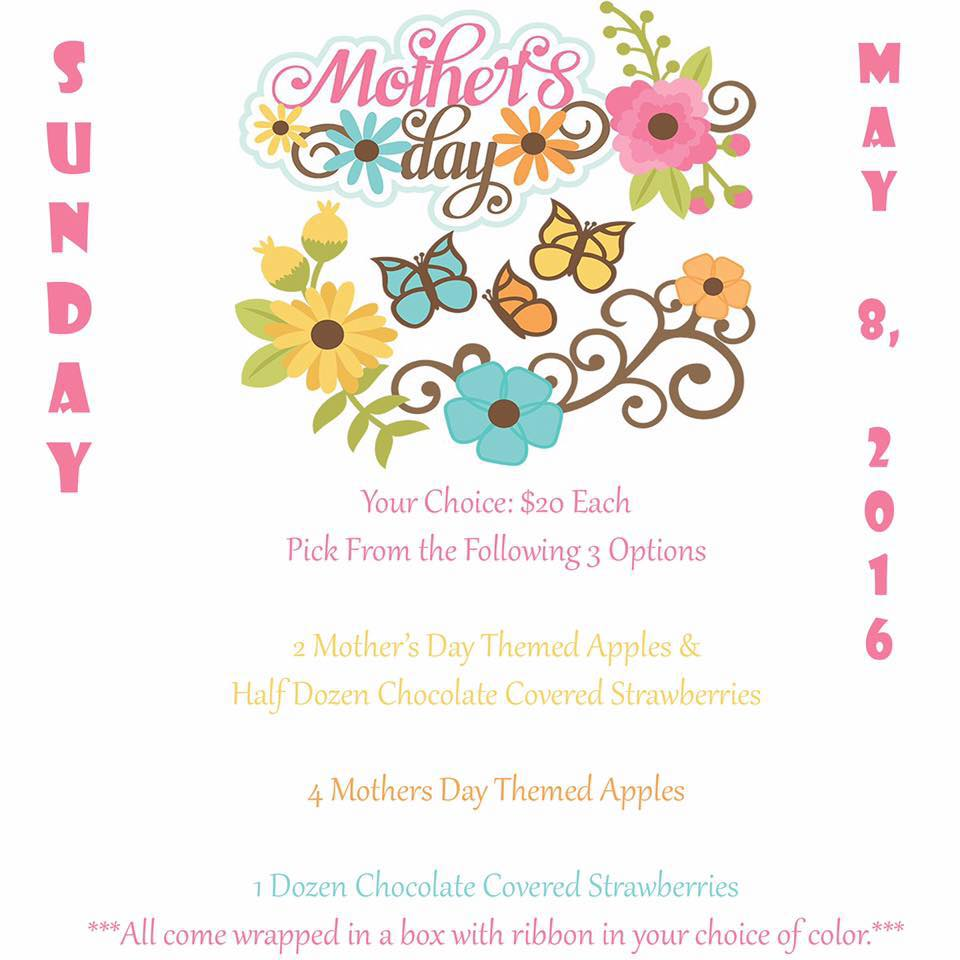 SUNDAY
Mother's
day
MAY 8, 2016
Your Choice: $20 Each
Pick From the Following 3 Options
2 Mother's Day Themed Apples &
Half Dozen Chocolate Covered Strawberries
4 Mothers Day Themed Apples
1 Dozen Chocolate Covered Strawberries
***All come wrapped in a box with ribbon in your choice of color.***